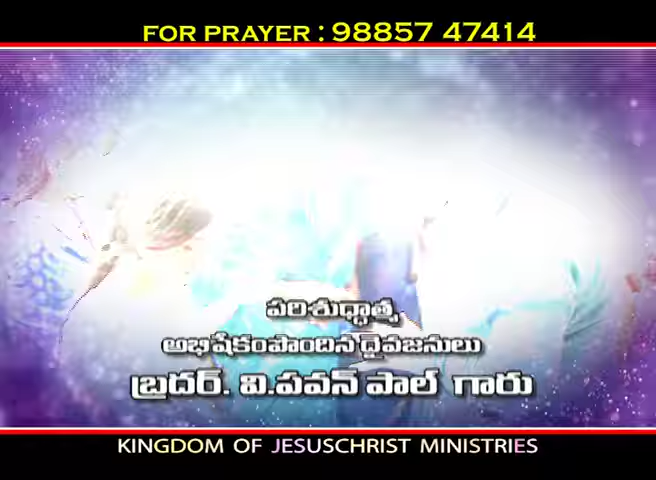 FOR PRAYER : 98857 47414
పరిశుద్ధాత్మ
అభిషేకంపొందిన దైవజనులు
బ్రదర్. వి.పవన్ పాల్ గారు
KINGDOM OF JESUSCHRIST MINISTRIES